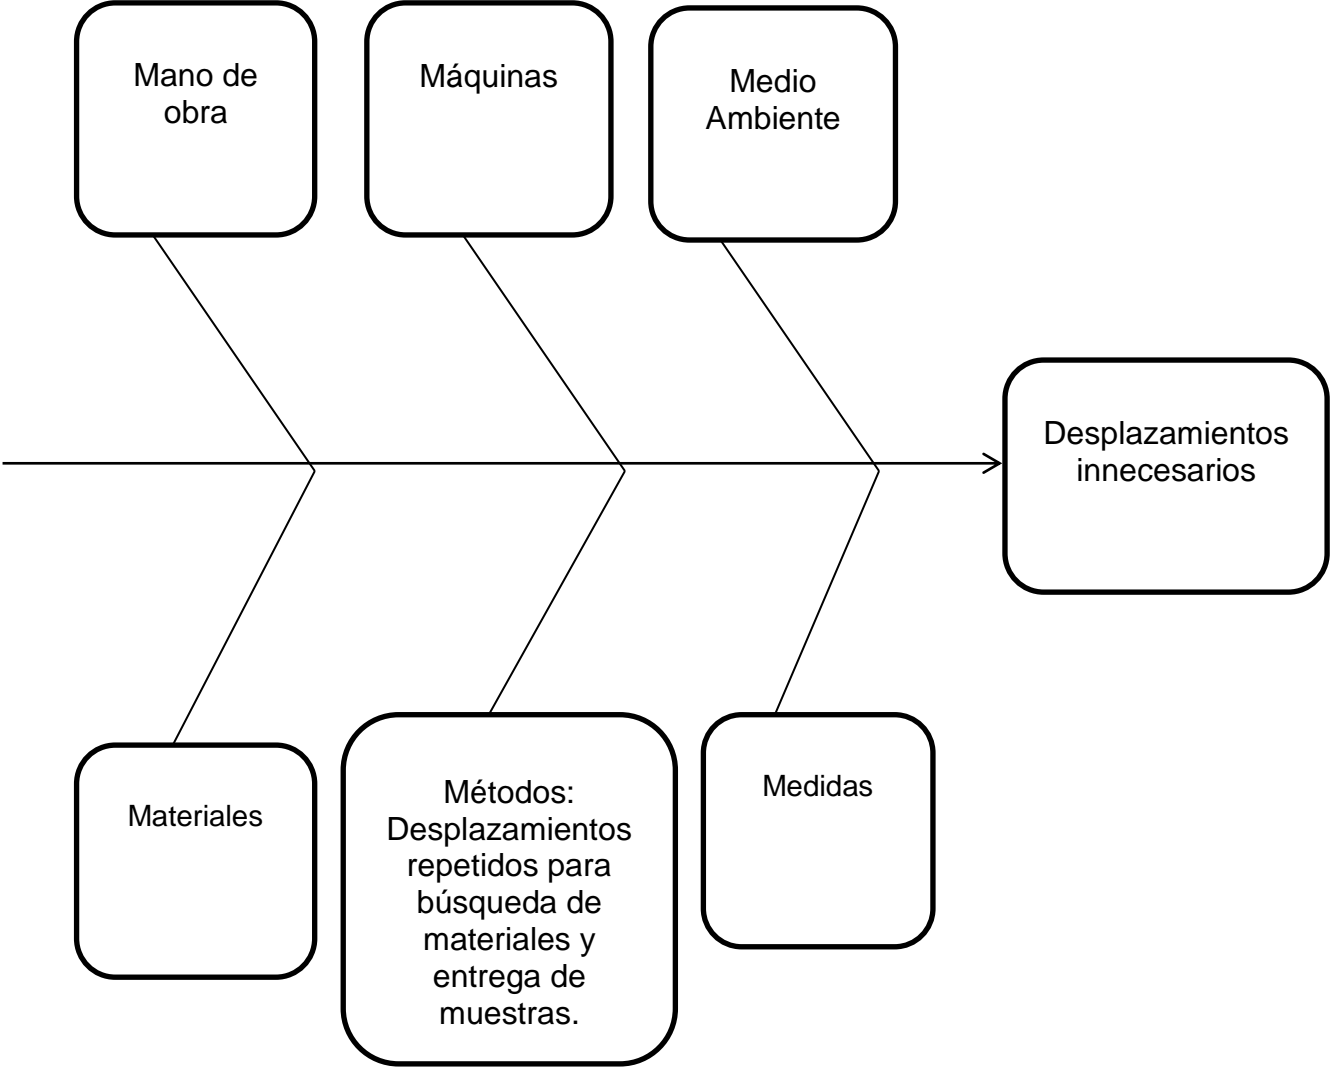 Mano de
obra
Máquinas
Medio
Ambiente
Desplazamientos
innecesarios
Materiales
Métodos:
Desplazamientos
repetidos para
búsqueda de
materiales y
entrega de
muestras.
Medidas